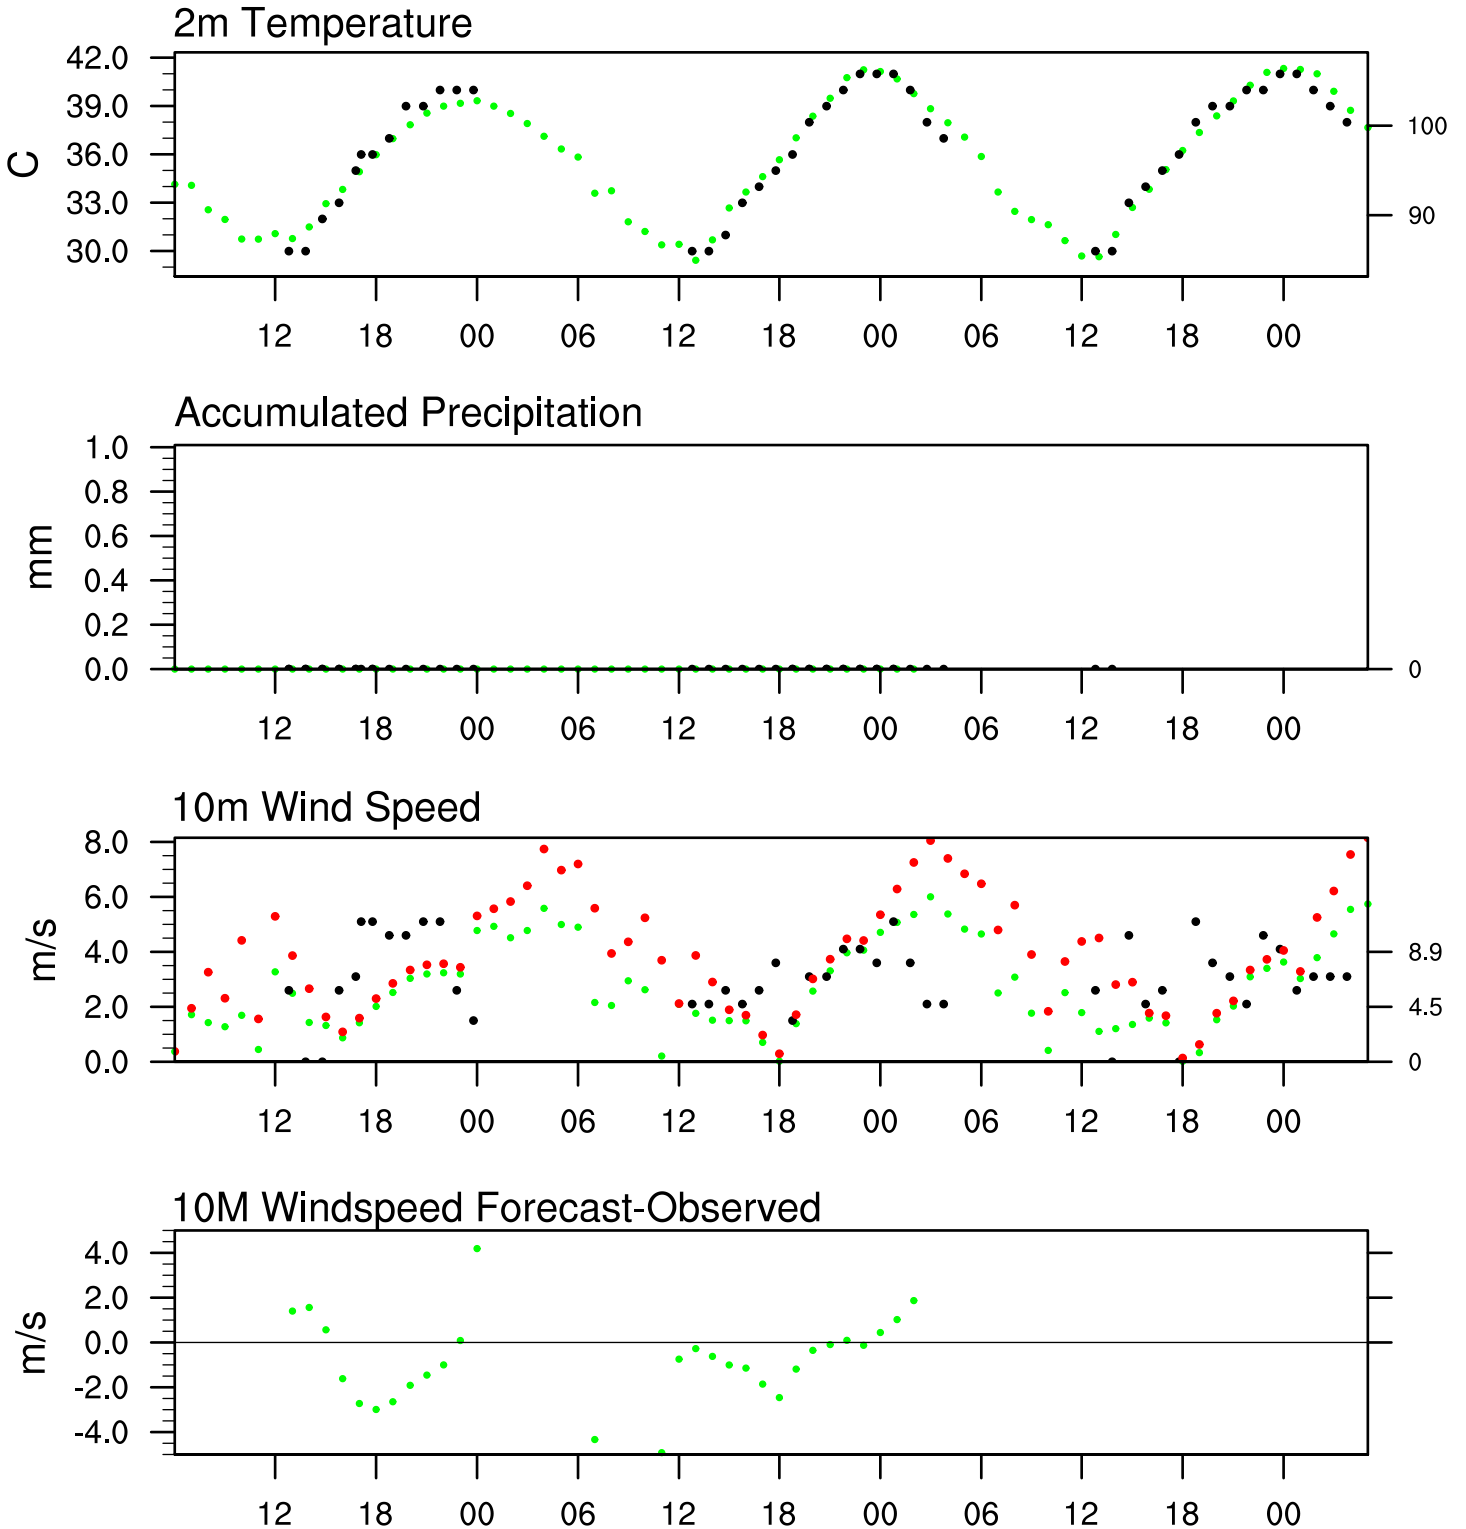 2m Temperature
42.0
39.0
36.0
33.0
30.0
C
100
90
12 18 00 06 12 18 00 06 12 18 00
Accumulated Precipitation
1.0
0.8
0.6
0.4
0.2
0.0
mm
0
12 18 00 06 12 18 00 06 12 18 00
10m Wind Speed
8.0
6.0
4.0
2.0
0.0
m/s
8.9
4.5
0
12 18 00 06 12 18 00 06 12 18 00
10M Windspeed Forecast-Observed
4.0
2.0
0.0
-2.0
-4.0
m/s
12 18 00 06 12 18 00 06 12 18 00